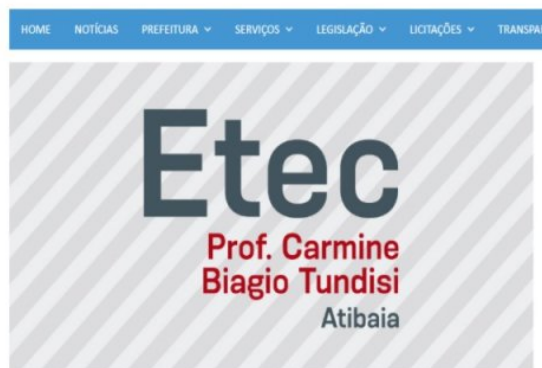 HOME NOTÍCIAS PREFEITURA SERVIÇOS LEGISLAÇÃO LICITAÇÕES
Etec
Prof. Carmine
Biagio Tundisi
Atibaia